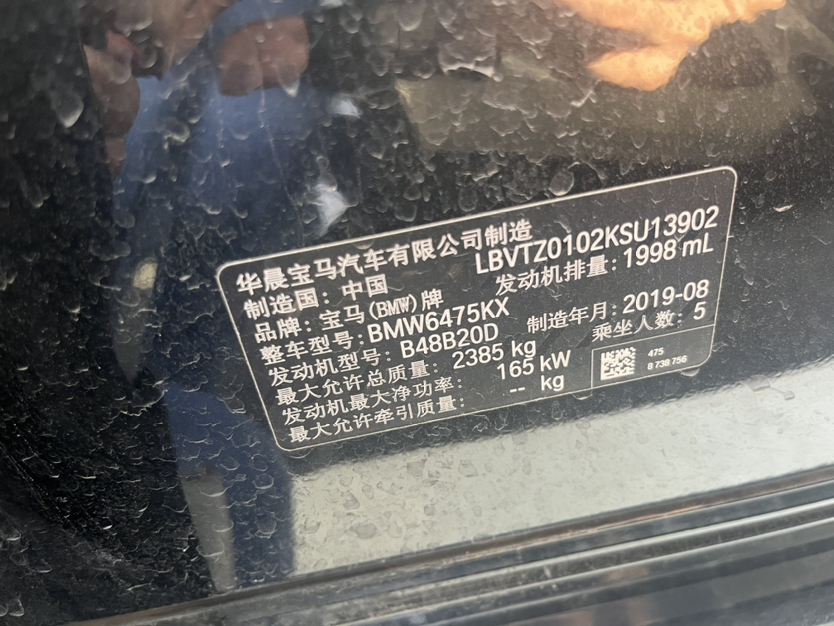 华晨宝马汽车有限公司制造
制造国：中国 LBVTZ0102KSU13902
品牌：宝马(BMW)牌 发动机排量：1998 mL
整车型号：BMW6475KX
发动机型号：B48B20D 制造年月：2019-08
最大允许总质量：2385 kg 乘坐人数：5
发动机最大净功率：165 kW
最大允许牵引质量：-- kg
475
8 738 756